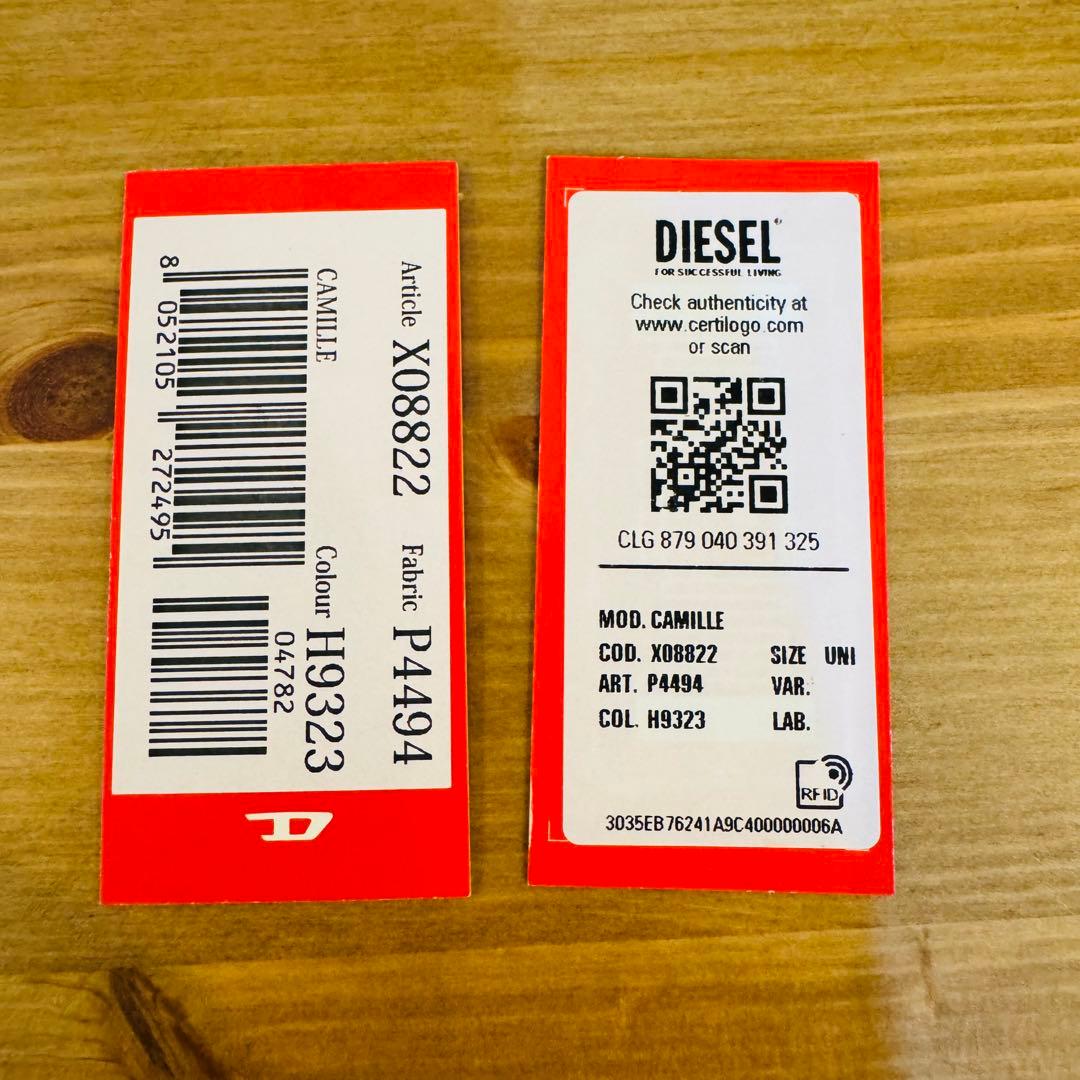 Article X08822 Fabric P4494
CAMILLE Colour H9323
8 052105 272495
04782
DIESEL
FOR SUCCESSFUL LIVING
Check authenticity at
www.certilogo.com
or scan
CLG 879 040 391 325
MOD. CAMILLE
COD. X08822 SIZE UNI
ART. P4494 VAR.
COL. H9323 LAB.
RFID
3035EB76241A9C400000006A